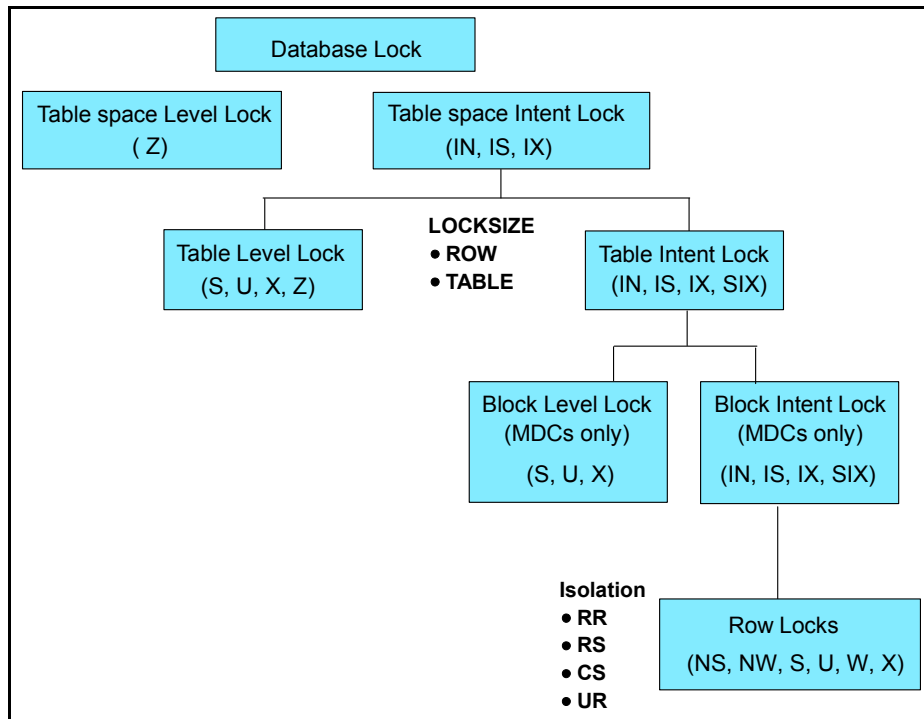 Database Lock
Table space Level Lock
( Z)
Table space Intent Lock
(IN, IS, IX)
Table Level Lock
(S, U, X, Z)
LOCKSIZE
● ROW
● TABLE
Table Intent Lock
(IN, IS, IX, SIX)
Block Level Lock
(MDCs only)
(S, U, X)
Block Intent Lock
(MDCs only)
(IN, IS, IX, SIX)
Isolation
● RR
● RS
● CS
● UR
Row Locks
(NS, NW, S, U, W, X)